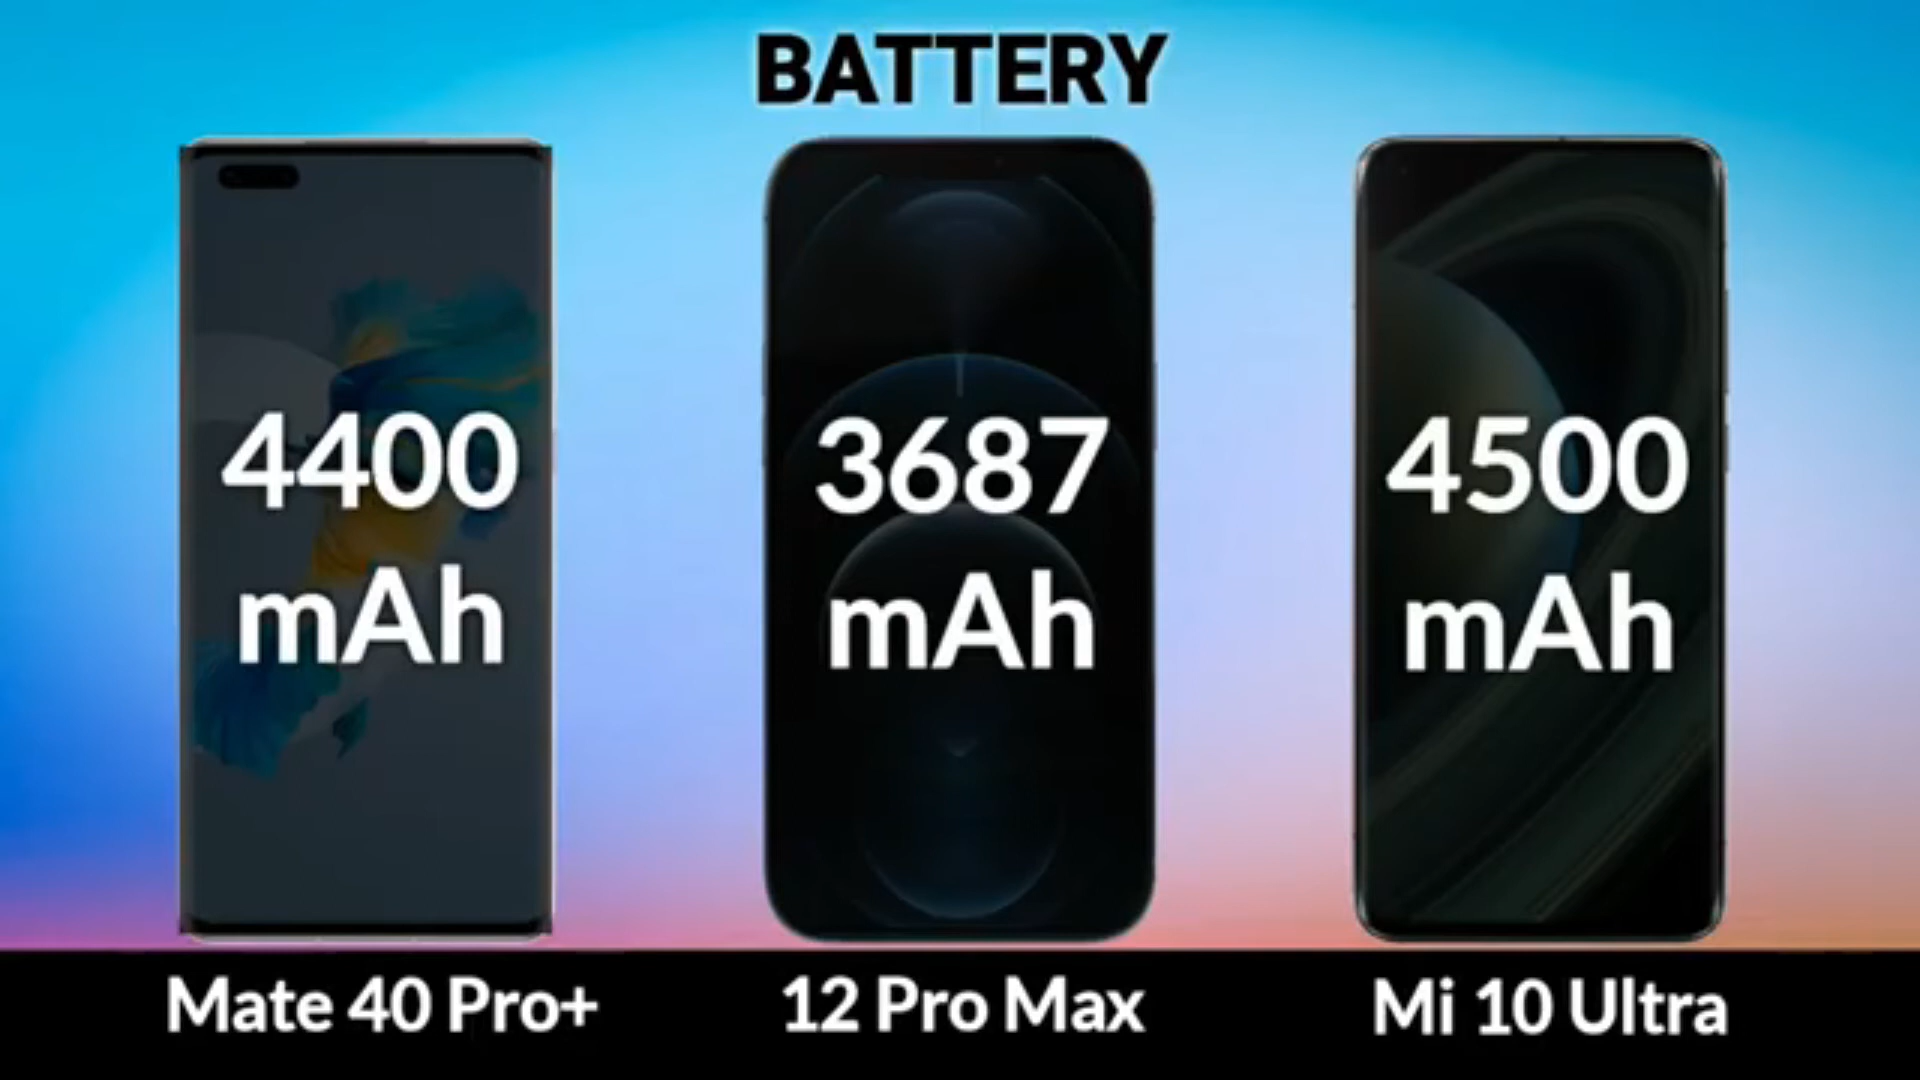 BATTERY
4400
mAh
3687
mAh
4500
mAh
Mate 40 Pro+
12 Pro Max
Mi 10 Ultra